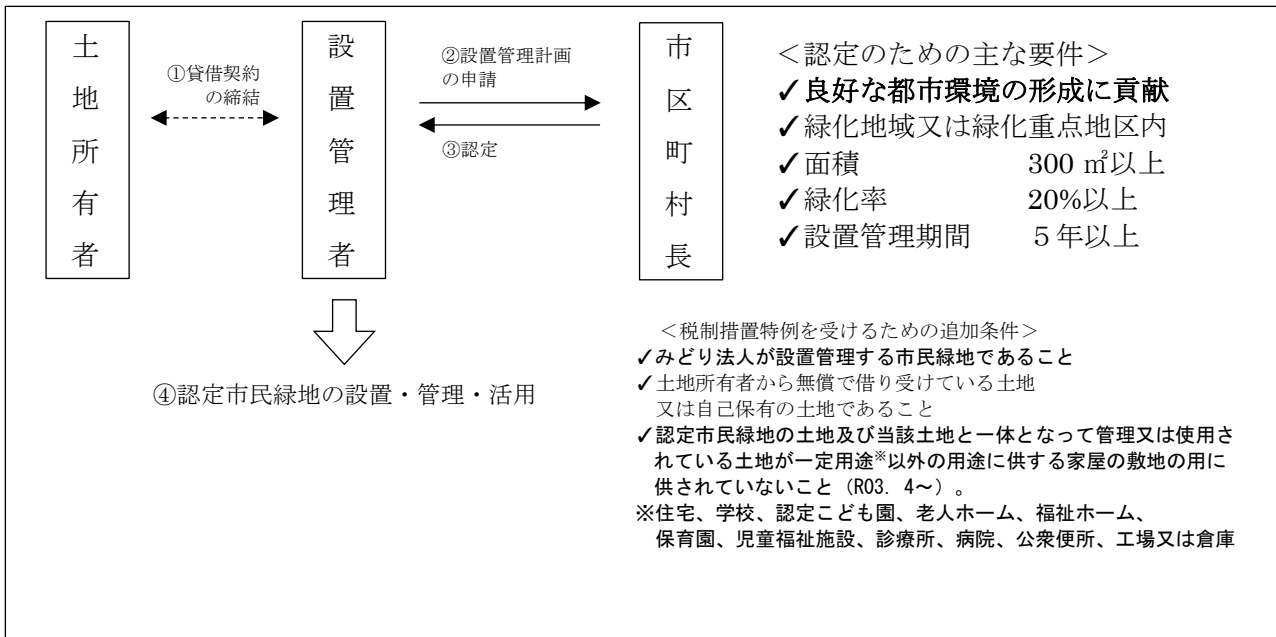 土地所有者
①貸借契約
の締結
設置管理者
②設置管理計画
の申請
③認定
市区町村長
④認定市民緑地の設置・管理・活用
＜認定のための主な要件＞
✓良好な都市環境の形成に貢献
✓緑化地域又は緑化重点地区内
✓面積 300 ㎡以上
✓緑化率 20%以上
✓設置管理期間 ５年以上
＜税制措置特例を受けるための追加条件＞
✓みどり法人が設置管理する市民緑地であること
✓土地所有者から無償で借り受けている土地
又は自己保有の土地であること
✓認定市民緑地の土地及び当該土地と一体となって管理又は使用さ
れている土地が一定用途※以外の用途に供する家屋の敷地の用に
供されていないこと（R03. 4～）。
※住宅、学校、認定こども園、老人ホーム、福祉ホーム、
保育園、児童福祉施設、診療所、病院、公衆便所、工場又は倉庫